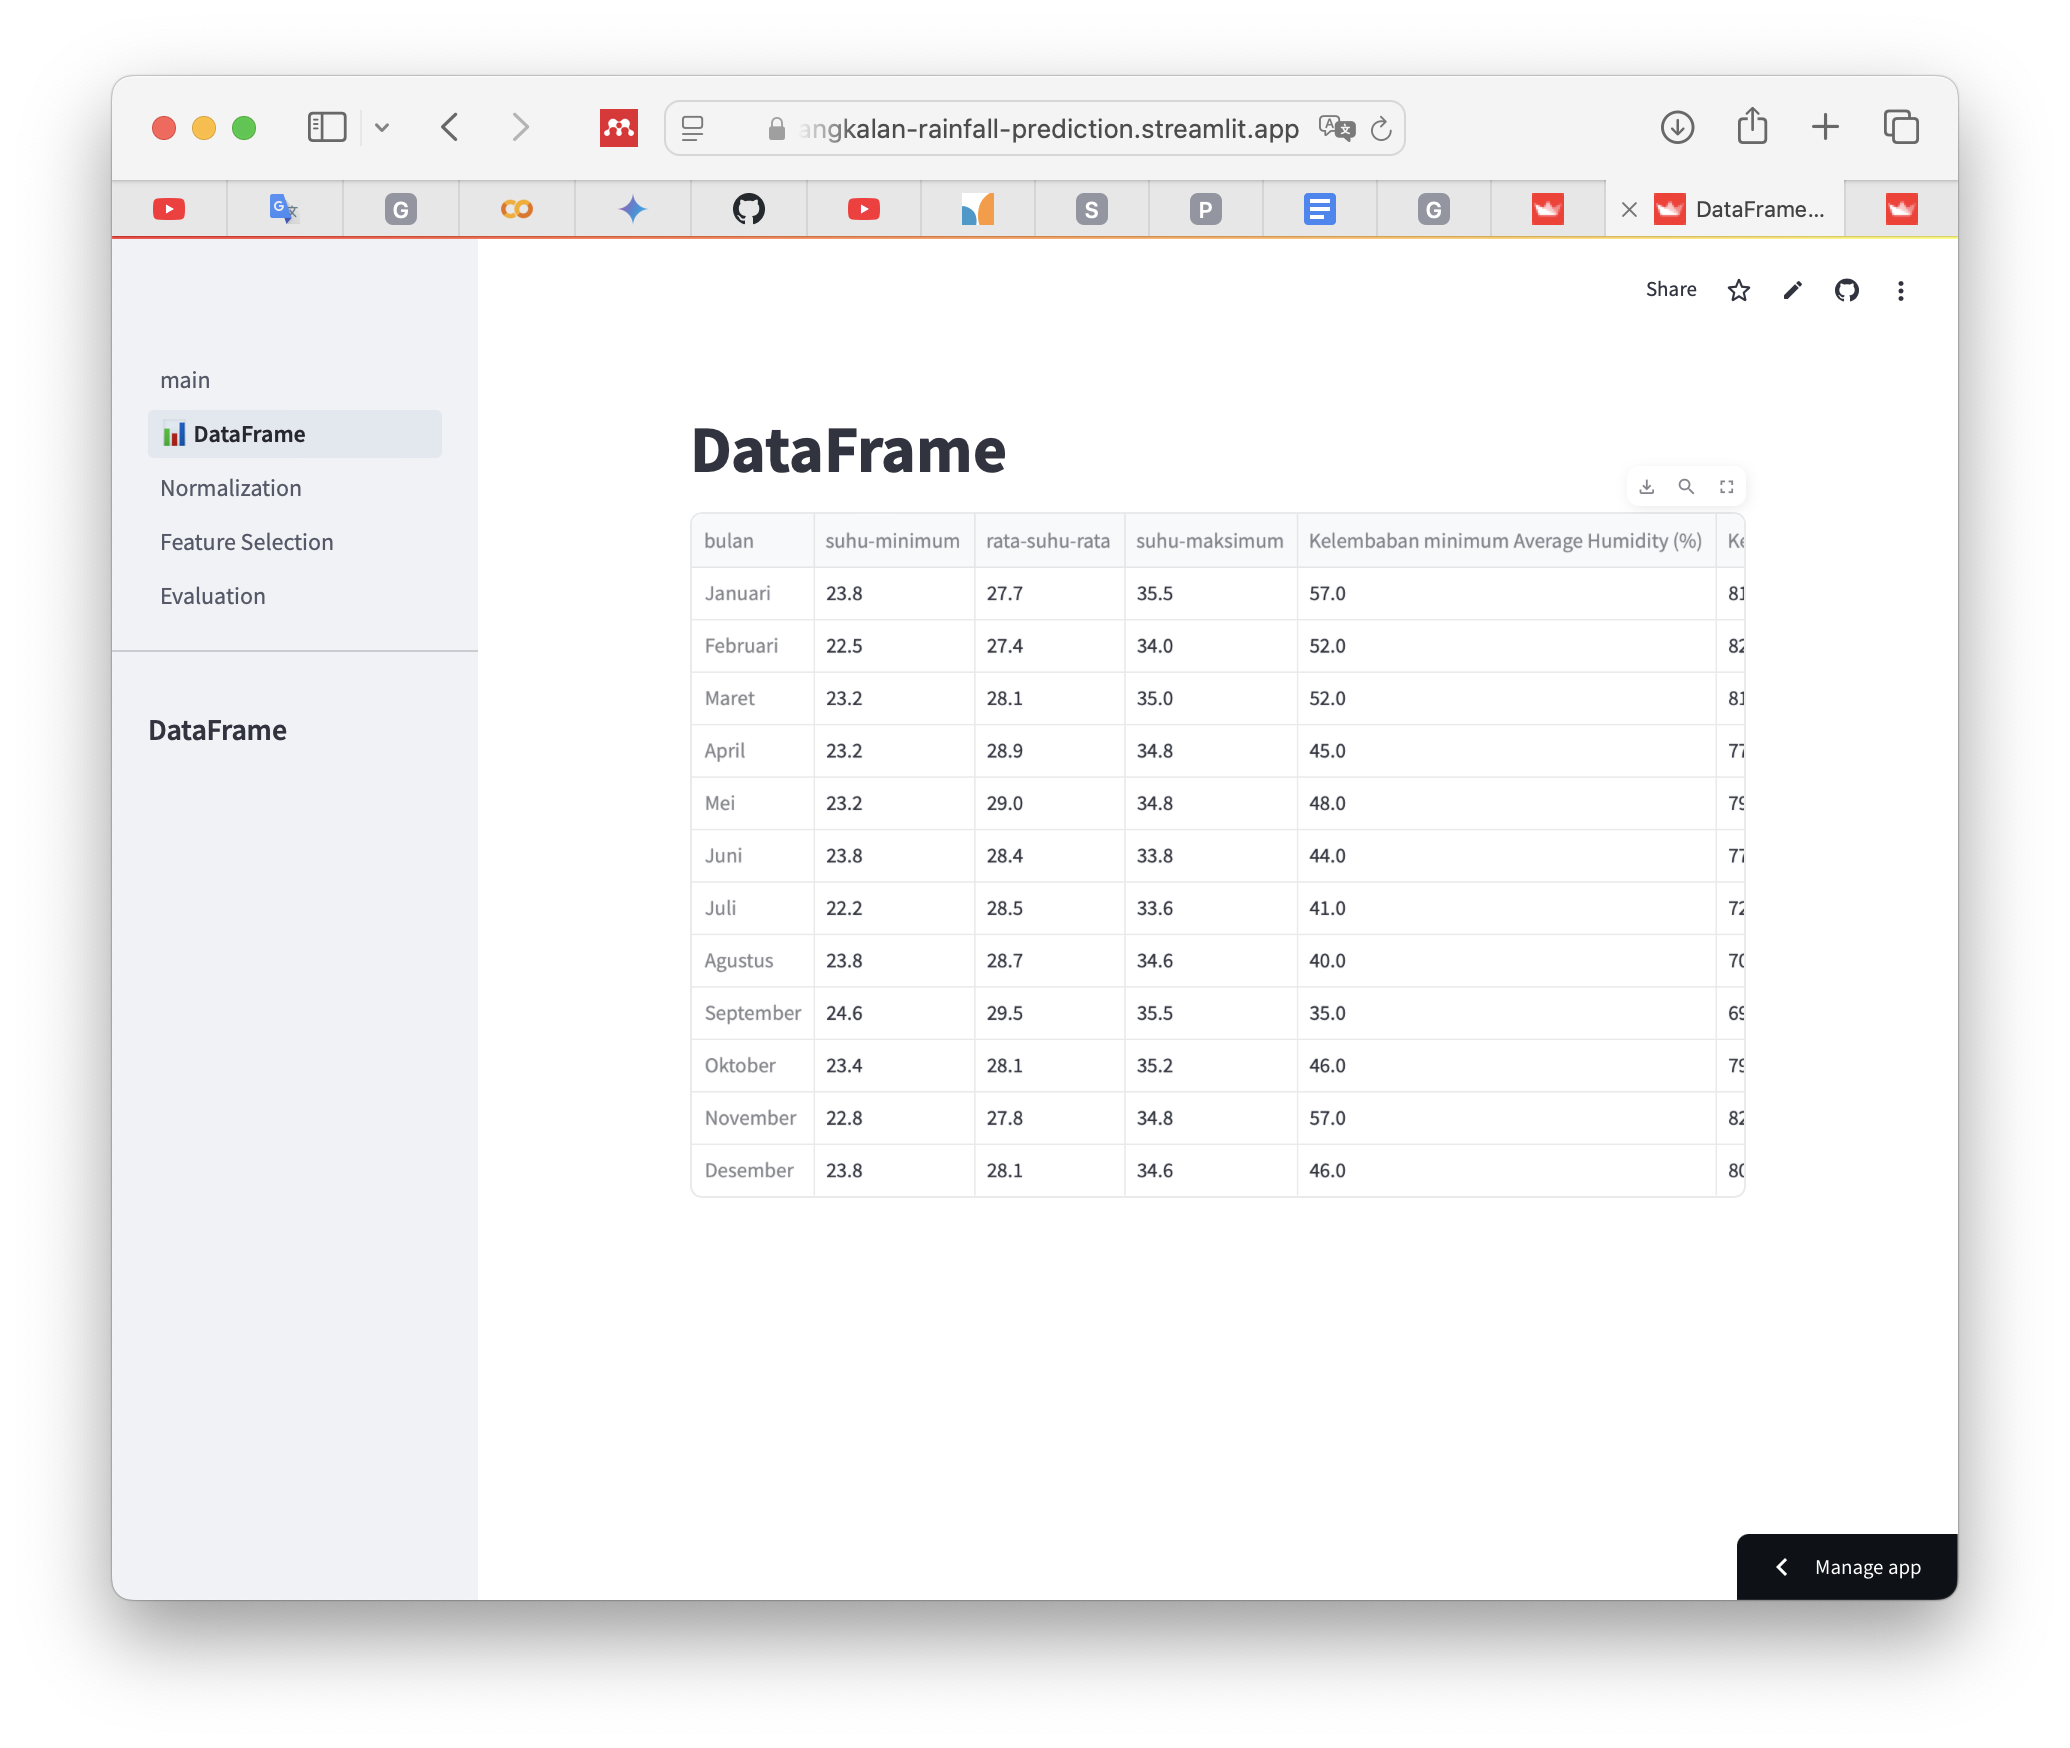 angkalan-rainfall-prediction.streamlit.app
G
S
P
G
DataFrame...
Share
main
DataFrame
Normalization
Feature Selection
Evaluation
DataFrame
DataFrame
bulan suhu-minimum rata-suhu-rata suhu-maksimum Kelembaban minimum Average Humidity (%)
Januari 23.8 27.7 35.5 57.0 81
Februari 22.5 27.4 34.0 52.0 82
Maret 23.2 28.1 35.0 52.0 81
April 23.2 28.9 34.8 45.0 77
Mei 23.2 29.0 34.8 48.0 79
Juni 23.8 28.4 33.8 44.0 77
Juli 22.2 28.5 33.6 41.0 72
Agustus 23.8 28.7 34.6 40.0 70
September 24.6 29.5 35.5 35.0 69
Oktober 23.4 28.1 35.2 46.0 79
November 22.8 27.8 34.8 57.0 82
Desember 23.8 28.1 34.6 46.0 80
Manage app